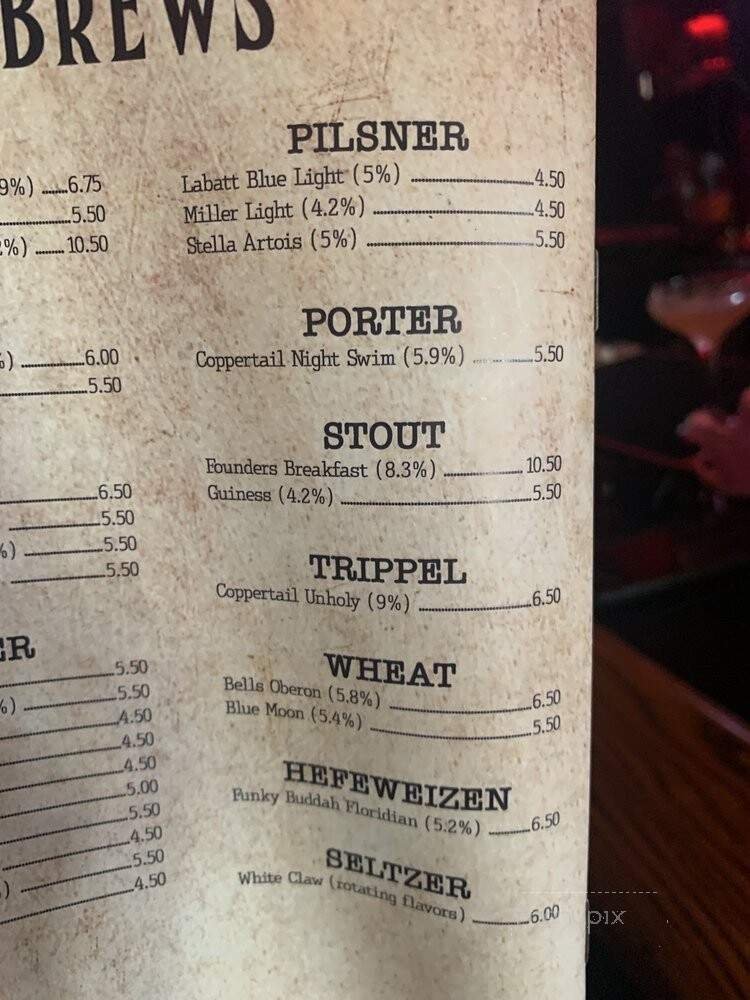 BREWS
9%) 6.75
5.50
%) 10.50
%) 6.00
5.50
6.50
5.50
%) 5.50
5.50
ER
5.50
%) 5.50
4.50
4.50
4.50
5.00
5.50
4.50
5.50
) 4.50
PILSNER
Labatt Blue Light (5%) 4.50
Miller Light (4.2%) 4.50
Stella Artois (5%) 5.50
PORTER
Coppertail Night Swim (5.9%) 5.50
STOUT
Founders Breakfast (8.3%) 10.50
Guiness (4.2%) 5.50
TRIPPEL
Coppertail Unholy (9%) 6.50
WHEAT
Bells Oberon (5.8%) 6.50
Blue Moon (5.4%) 5.50
HEFEWEIZEN
Funky Buddah Floridian (5.2%) 6.50
SELTZER
White Claw (rotating flavors) 6.00
pix